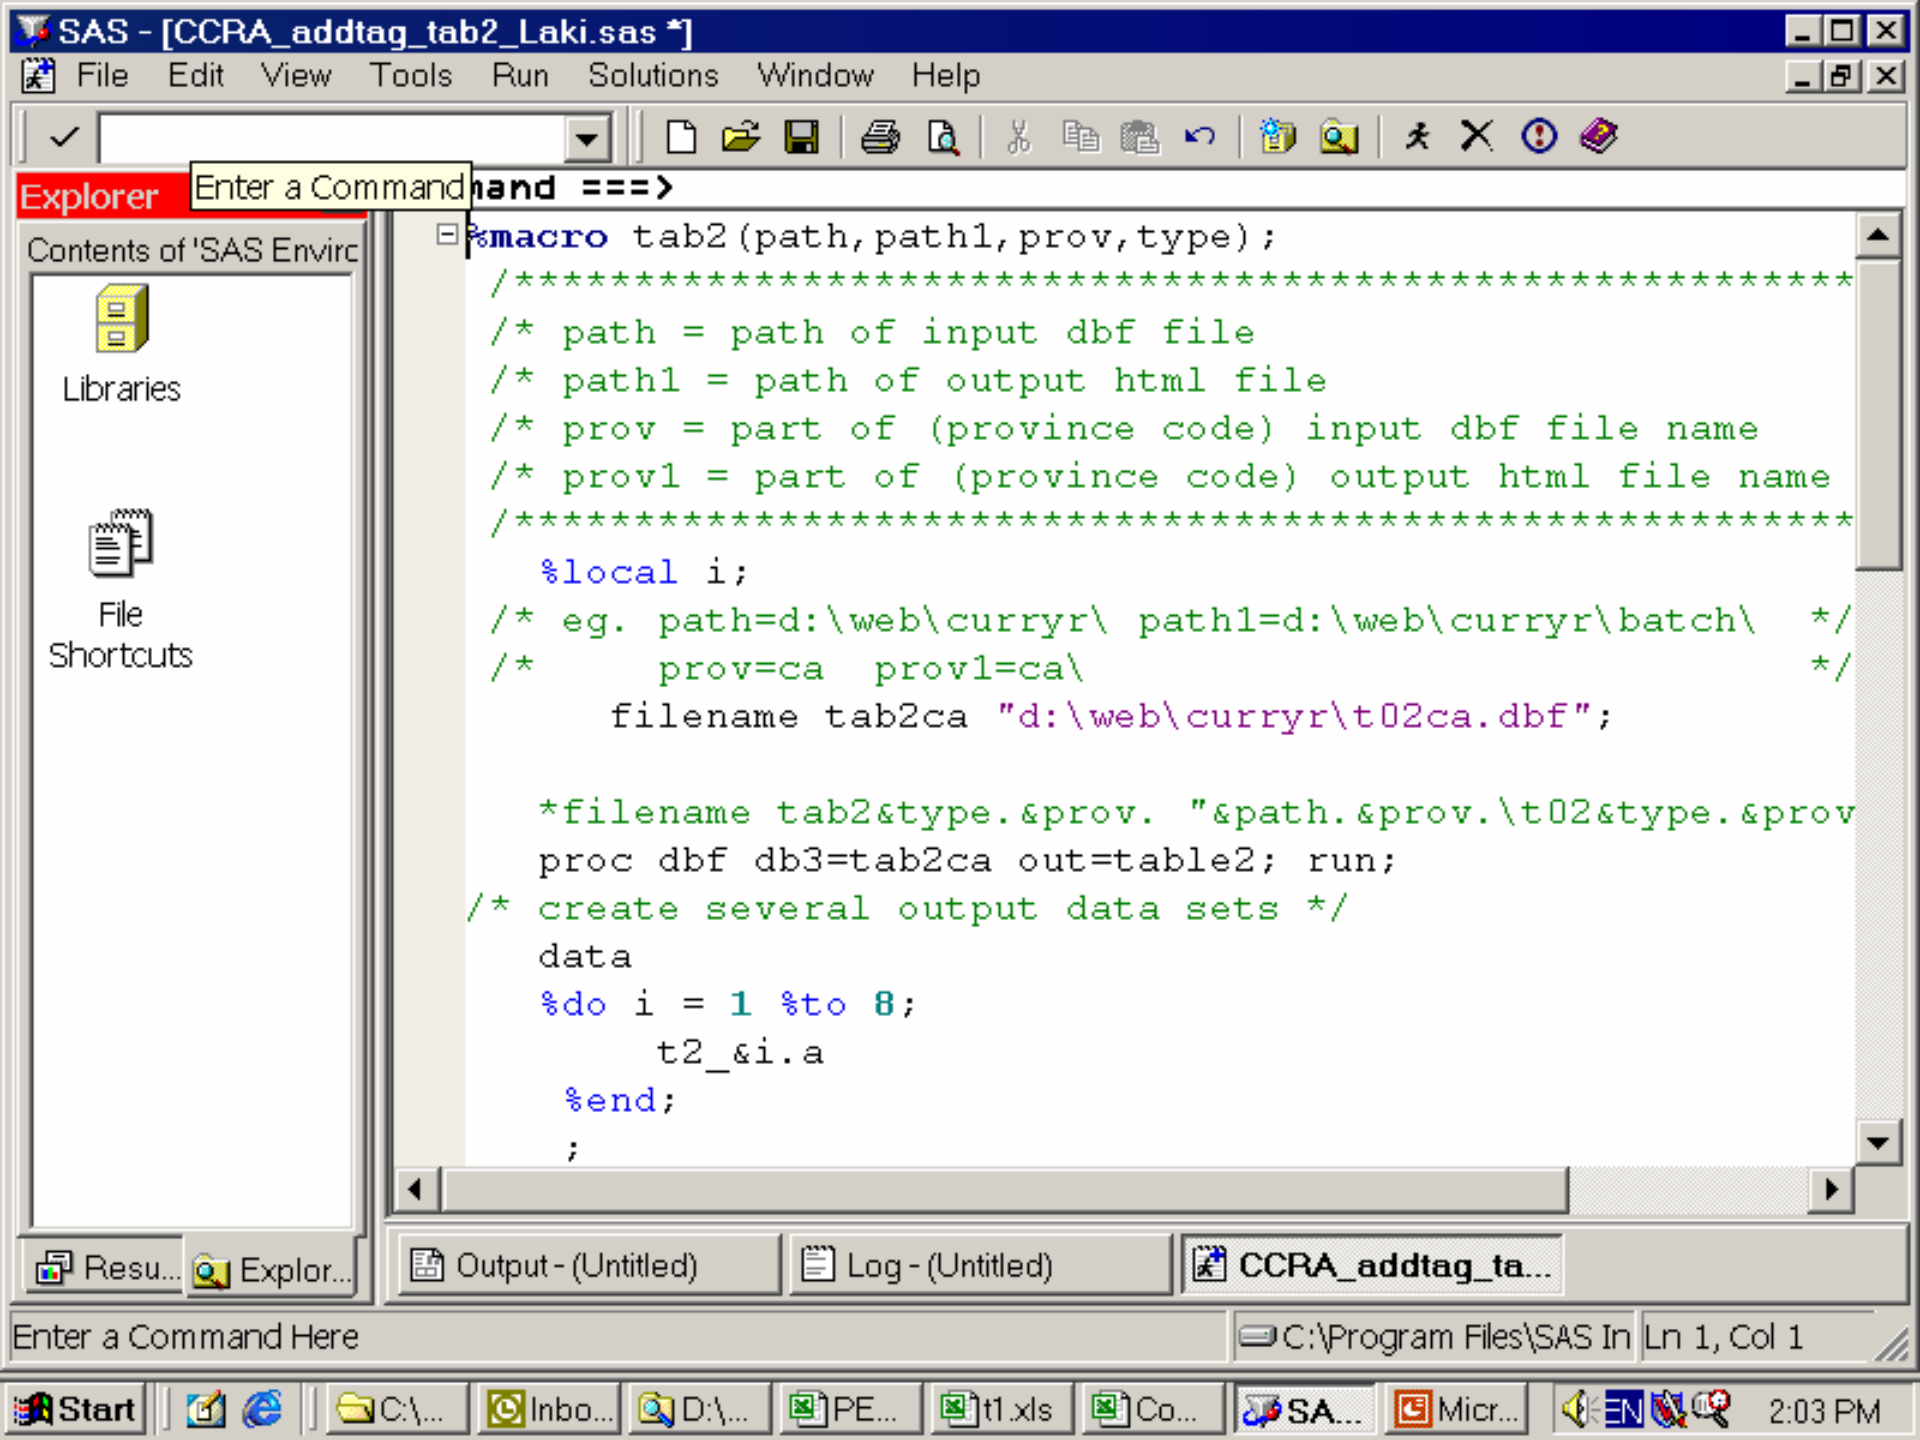 SAS - [CCRA_addtag_tab2_Laki.sas *]
File Edit View Tools Run Solutions Window Help
Enter a Command
mand ===>
Explorer
Contents of 'SAS Envirc
Libraries
File
Shortcuts
%macro tab2(path,path1,prov,type);
/********************************************************
/* path = path of input dbf file
/* path1 = path of output html file
/* prov = part of (province code) input dbf file name
/* prov1 = part of (province code) output html file name
/********************************************************
%local i;
/* eg. path=d:\web\curryr\ path1=d:\web\curryr\batch\ */
/* prov=ca prov1=ca\ */
filename tab2ca "d:\web\curryr\t02ca.dbf";
*filename tab2&type.&prov. "&path.&prov.\t02&type.&prov
proc dbf db3=tab2ca out=table2; run;
/* create several output data sets */
data
%do i = 1 %to 8;
t2_&i.a
%end;
;
Resu... Explor...
Output - (Untitled) Log - (Untitled) CCRA_addtag_ta...
Enter a Command Here C:\Program Files\SAS In Ln 1, Col 1
Start C:\... Inbo... D:\... PE... t1.xls Co... SA... Micr... EN 2:03 PM